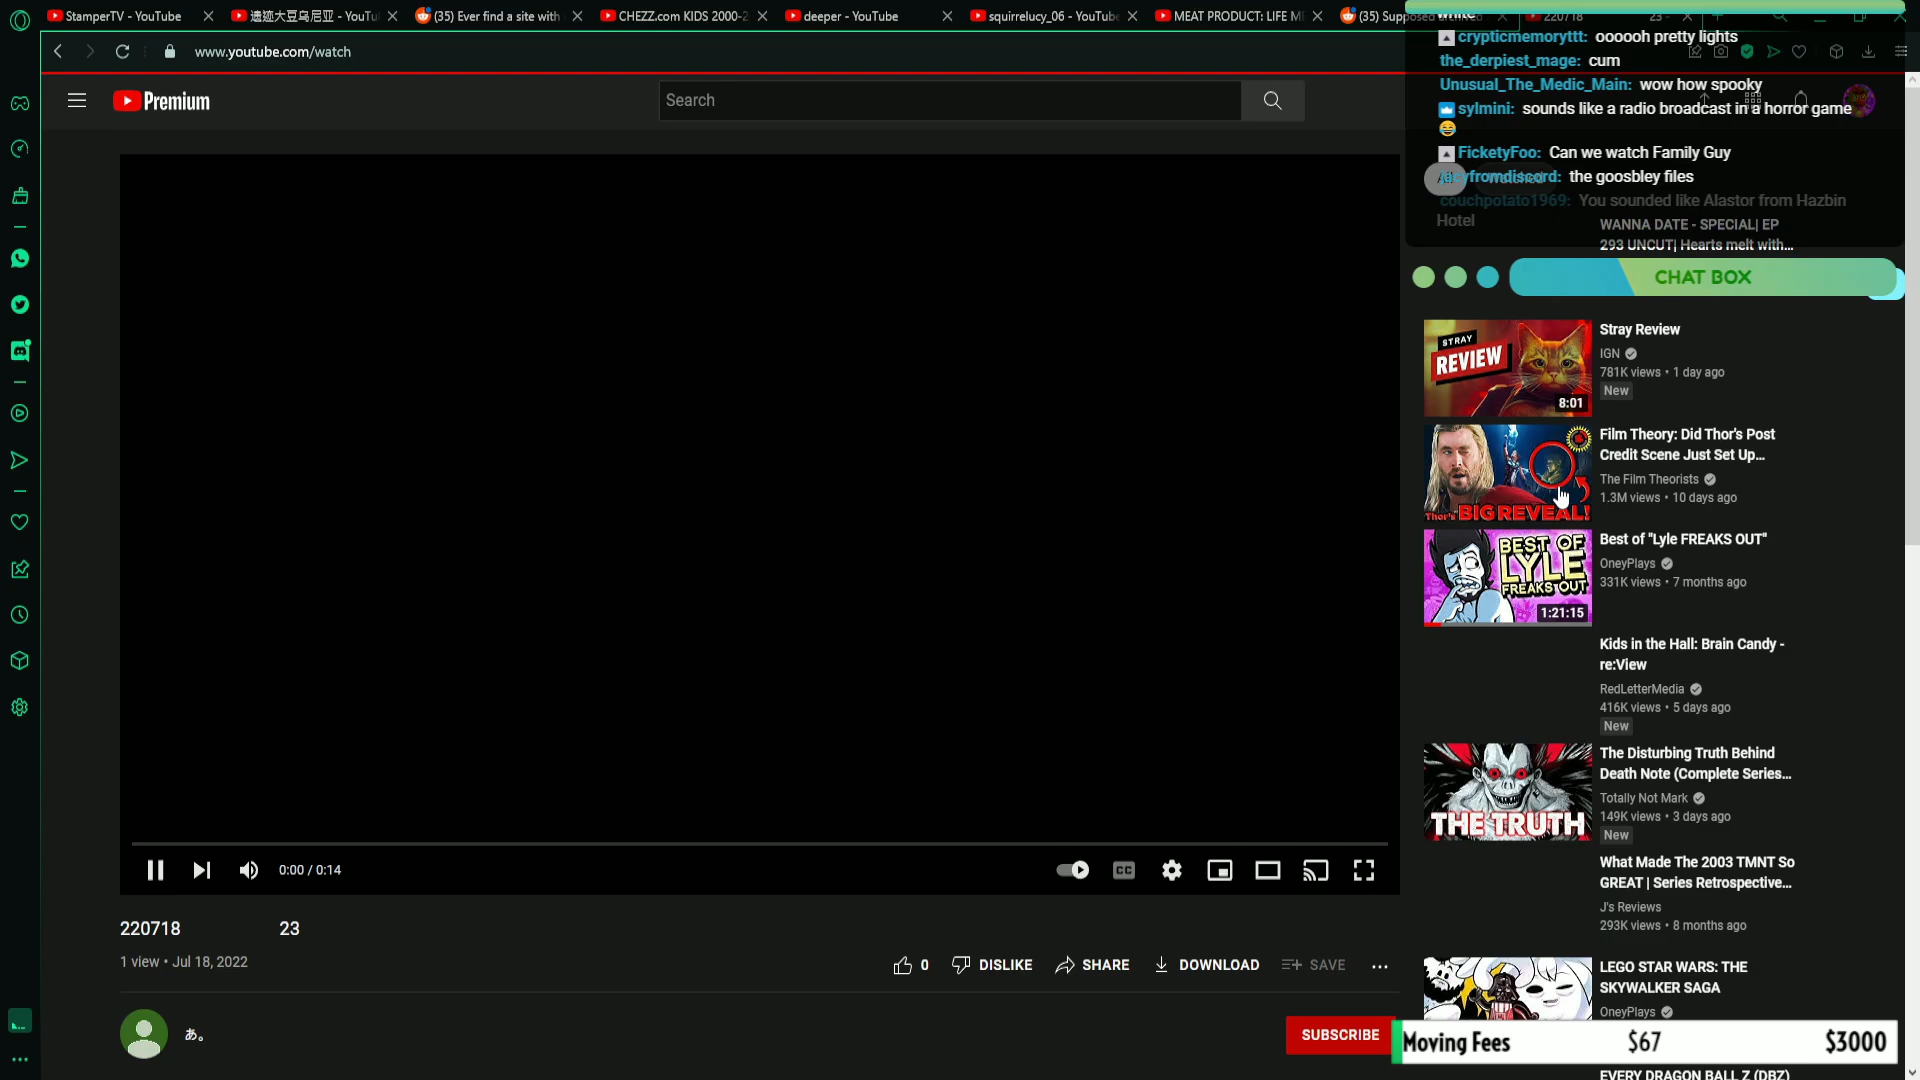 StamperTV - YouTube
(35) Ever find a site with
CHEZZ.com KIDS 2000-2
deeper - YouTube
squirrelucy_06 - YouTube
MEAT PRODUCT: LIFE M
220718 23 -
www.youtube.com/watch
Premium
Search
crypticmemoryttt: oooooh pretty lights
the_derpiest_mage: cum
Unusual_The_Medic_Main: wow how spooky
sylmini: sounds like a radio broadcast in a horror game
😂
FicketyFoo: Can we watch Family Guy
the goosbley files
couchpotato1969: You sounded like Alastor from Hazbin
Hotel
WANNA DATE - SPECIAL| EP
293 UNCUT| Hearts melt with...
CHAT BOX
STRAY
REVIEW
8:01
Stray Review
IGN
781K views • 1 day ago
New
Thor's BIG REVEAL!
Film Theory: Did Thor's Post
Credit Scene Just Set Up...
The Film Theorists
1.3M views • 10 days ago
BEST OF
LYLE
FREAKS OUT
1:21:15
Best of "Lyle FREAKS OUT"
OneyPlays
331K views • 7 months ago
Kids in the Hall: Brain Candy -
re:View
RedLetterMedia
416K views • 5 days ago
New
THE TRUTH
The Disturbing Truth Behind
Death Note (Complete Series...
Totally Not Mark
149K views • 3 days ago
New
What Made The 2003 TMNT So
GREAT | Series Retrospective...
J's Reviews
293K views • 8 months ago
LEGO STAR WARS: THE
SKYWALKER SAGA
OneyPlays
EVERY DRAGON BALL Z (DBZ)
0:00 / 0:14
CC
220718 23
1 view • Jul 18, 2022
0
DISLIKE
SHARE
DOWNLOAD
SAVE
あ。
SUBSCRIBE
Moving Fees $67 $3000